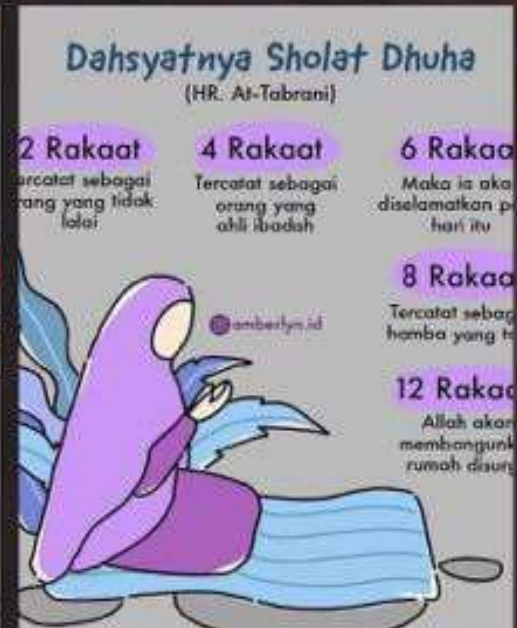 Dahsyatnya Sholat Dhuha
(HR. At-Tabrani)
2 Rakaat
ercatat sebagai
rang yang tidak
lalai
4 Rakaat
Tercatat sebagai
orang yang
ahli ibadah
6 Rakaa
Maka ia aka
diselamatkan p
hari itu
8 Rakaa
Tercatat sebag
hamba yang t
12 Rakaa
Allah akan
membangunk
rumah disur
amberlyn.id